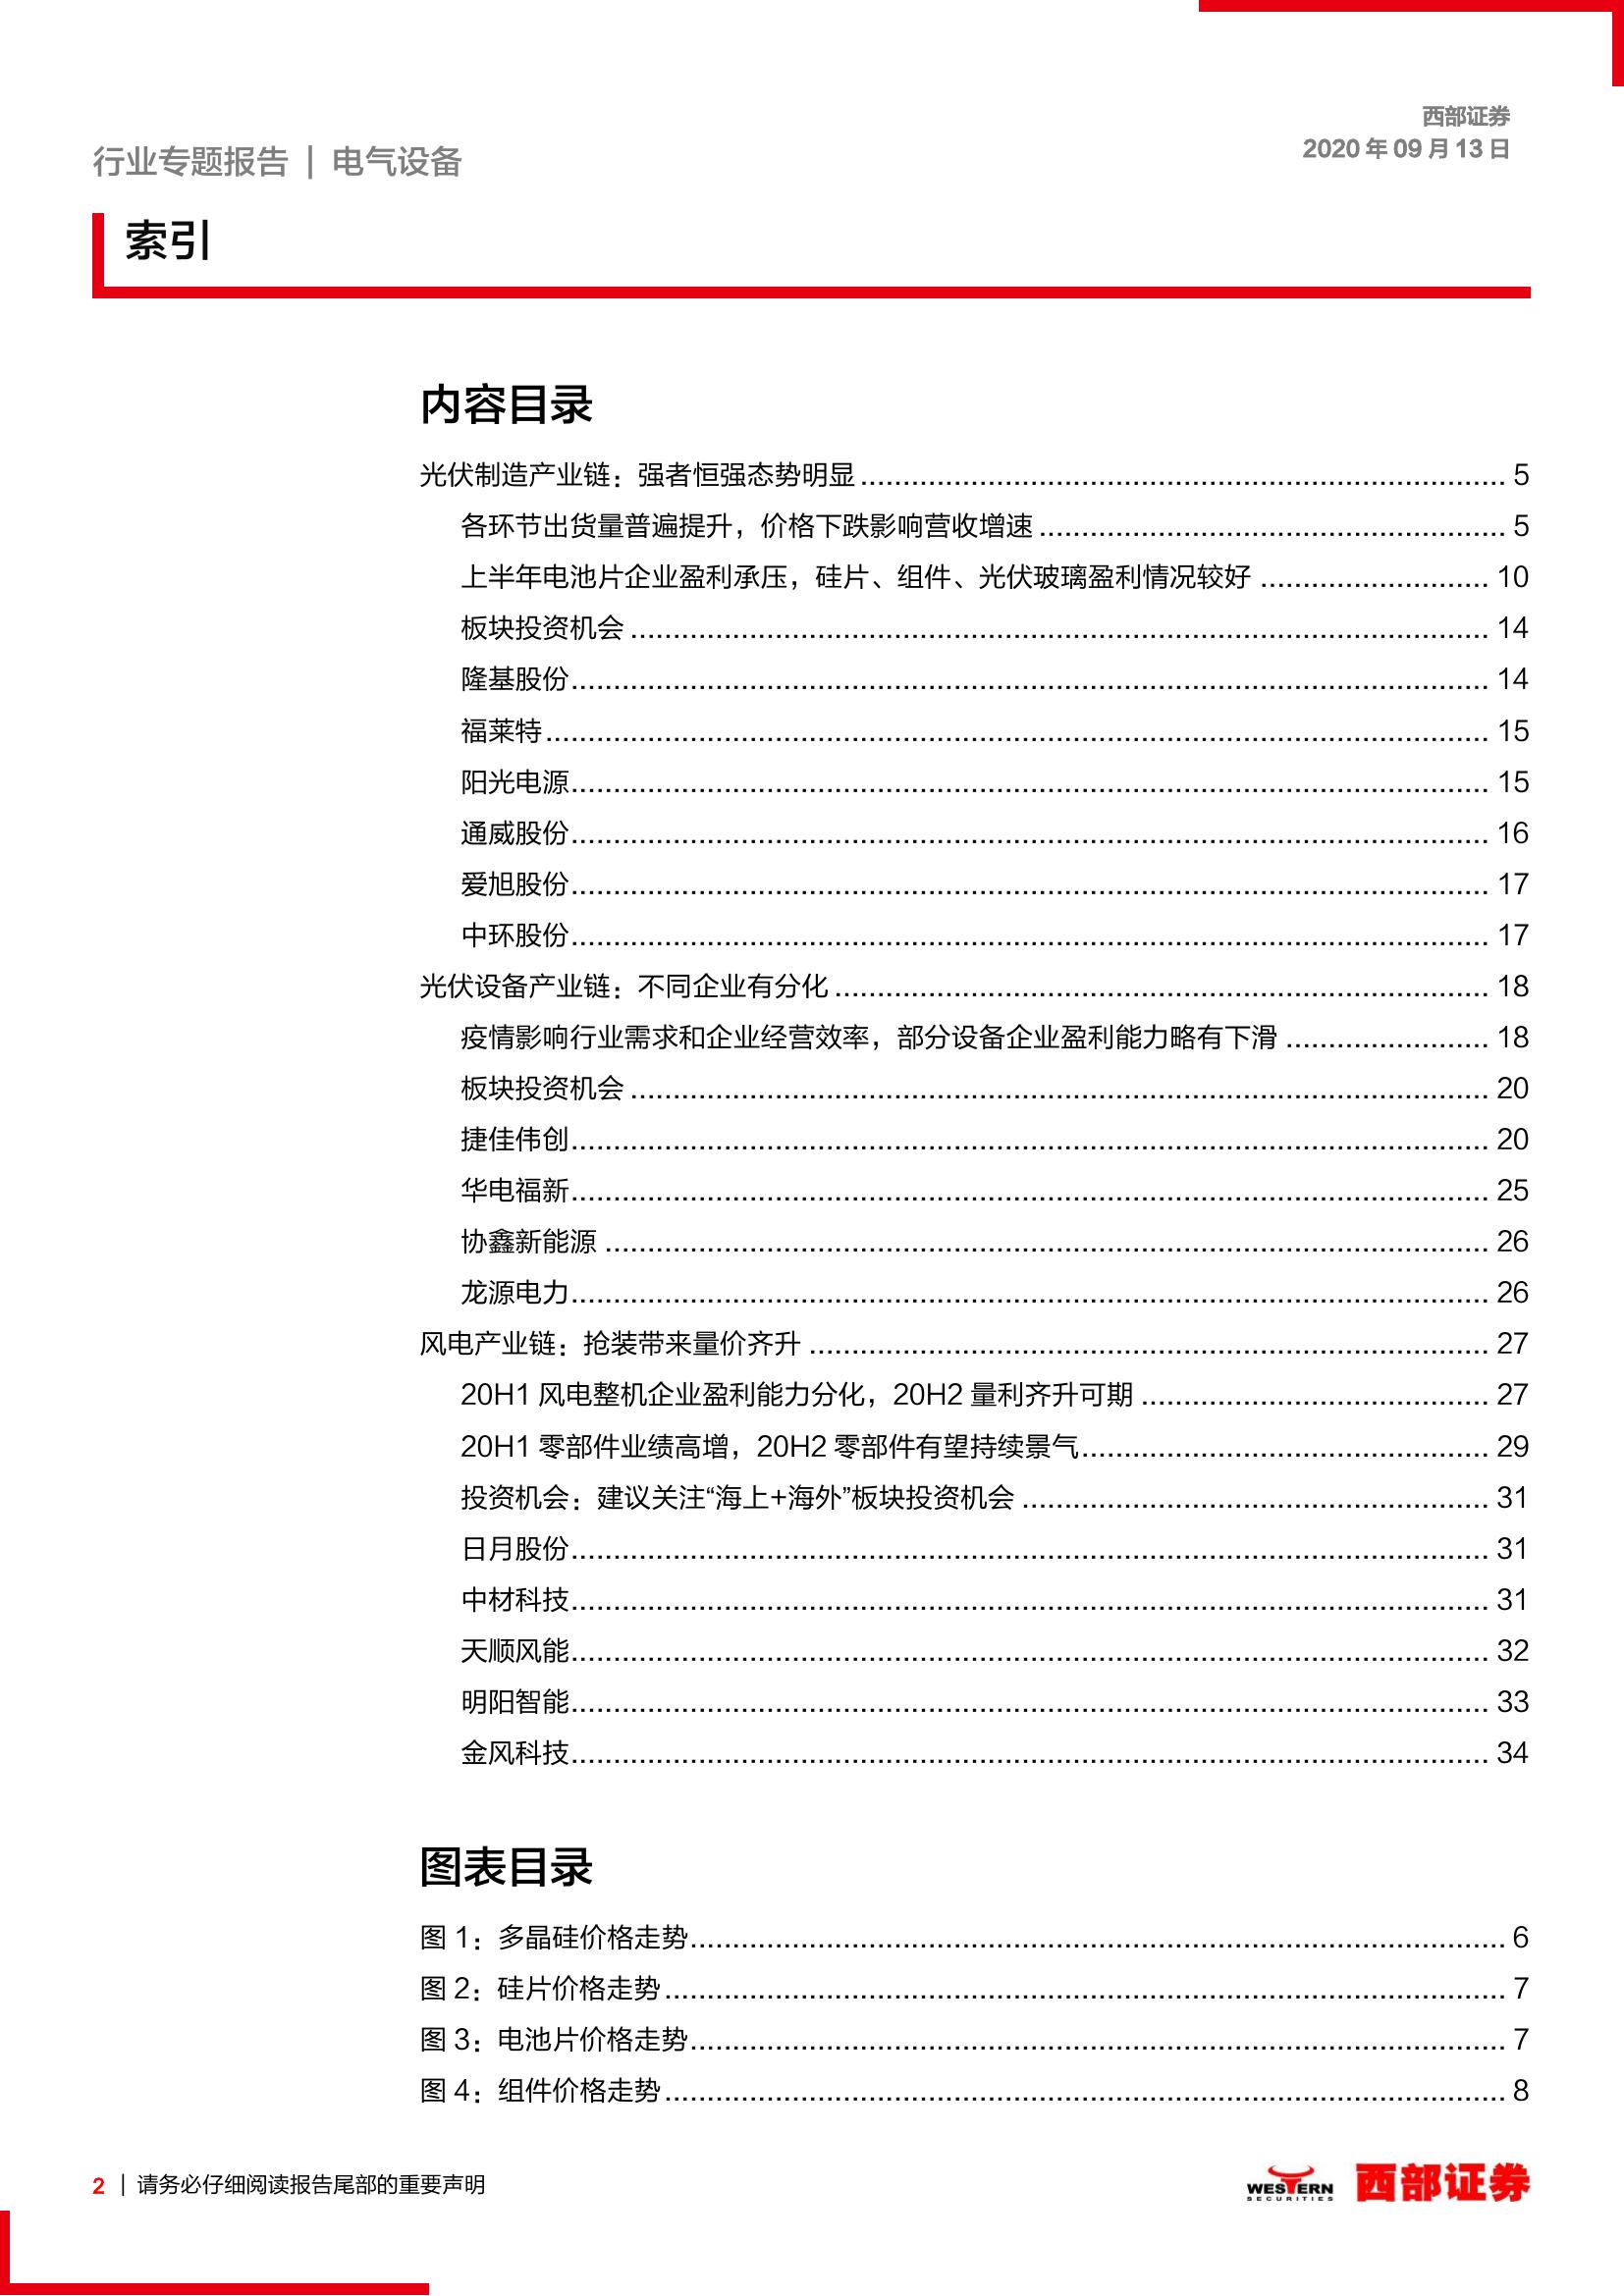 西部证券
2020 年 09 月 13 日
行业专题报告 | 电气设备
索引
内容目录
光伏制造产业链：强者恒强态势明显 ........ 5
各环节出货量普遍提升，价格下跌影响营收增速 ........ 5
上半年电池片企业盈利承压，硅片、组件、光伏玻璃盈利情况较好 ........ 10
板块投资机会 ........ 14
隆基股份 ........ 14
福莱特 ........ 15
阳光电源 ........ 15
通威股份 ........ 16
爱旭股份 ........ 17
中环股份 ........ 17
光伏设备产业链：不同企业有分化 ........ 18
疫情影响行业需求和企业经营效率，部分设备企业盈利能力略有下滑 ........ 18
板块投资机会 ........ 20
捷佳伟创 ........ 20
华电福新 ........ 25
协鑫新能源 ........ 26
龙源电力 ........ 26
风电产业链：抢装带来量价齐升 ........ 27
20H1 风电整机企业盈利能力分化，20H2 量利齐升可期 ........ 27
20H1 零部件业绩高增，20H2 零部件有望持续景气 ........ 29
投资机会：建议关注“海上+海外”板块投资机会 ........ 31
日月股份 ........ 31
中材科技 ........ 31
天顺风能 ........ 32
明阳智能 ........ 33
金风科技 ........ 34
图表目录
图 1：多晶硅价格走势 ........ 6
图 2：硅片价格走势 ........ 7
图 3：电池片价格走势 ........ 7
图 4：组件价格走势 ........ 8
2 | 请务必仔细阅读报告尾部的重要声明
WESTERN
SECURITIES
西部证券